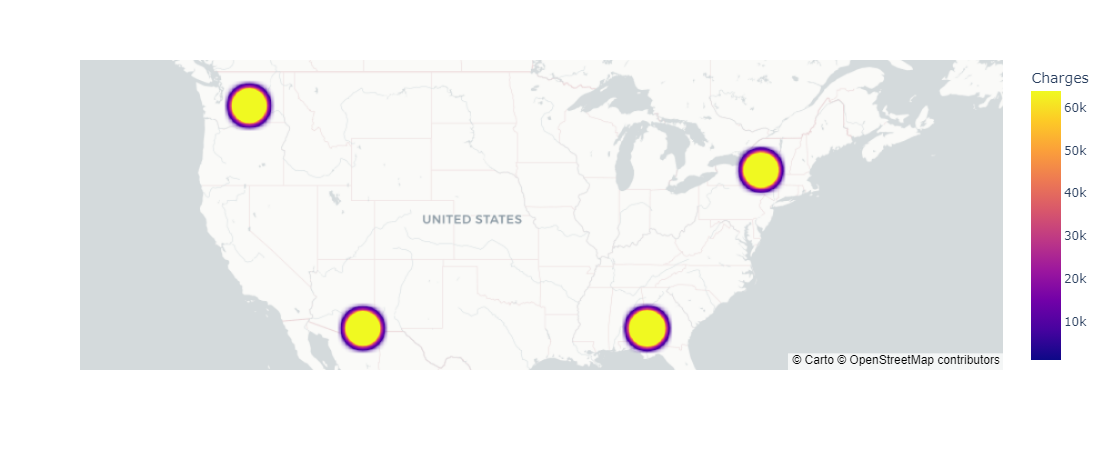 Charges
60k
50k
40k
30k
20k
10k
UNITED STATES
© Carto © OpenStreetMap contributors